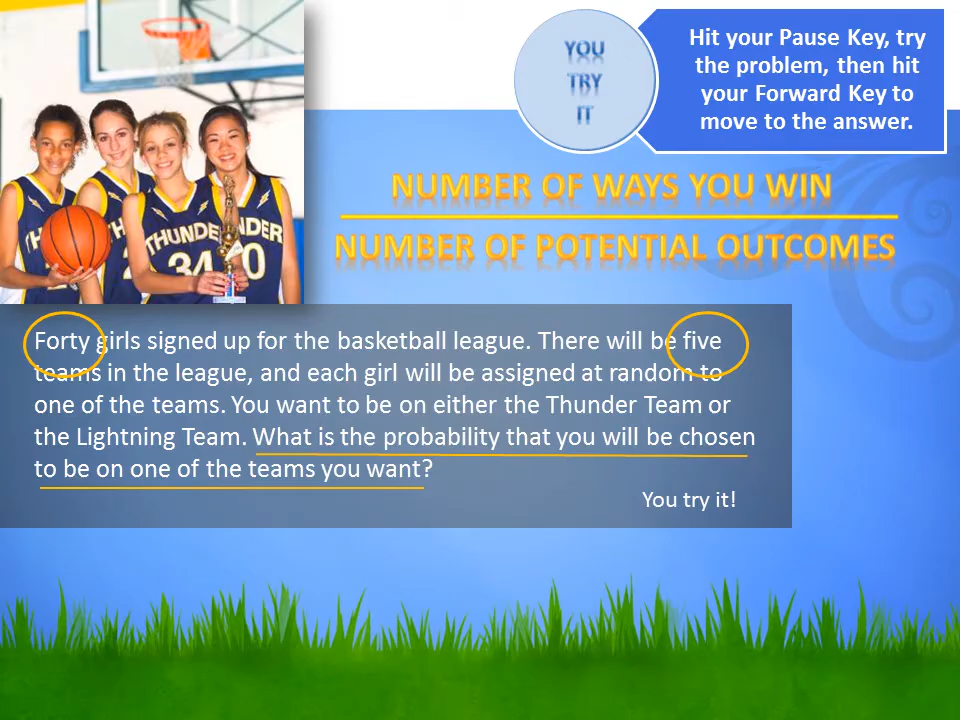 YOU
TRY
IT
Hit your Pause Key, try
the problem, then hit
your Forward Key to
move to the answer.
NUMBER OF WAYS YOU WIN
NUMBER OF POTENTIAL OUTCOMES
THUNDER
34
0
Forty girls signed up for the basketball league. There will be five
teams in the league, and each girl will be assigned at random to
one of the teams. You want to be on either the Thunder Team or
the Lightning Team. What is the probability that you will be chosen
to be on one of the teams you want?
You try it!